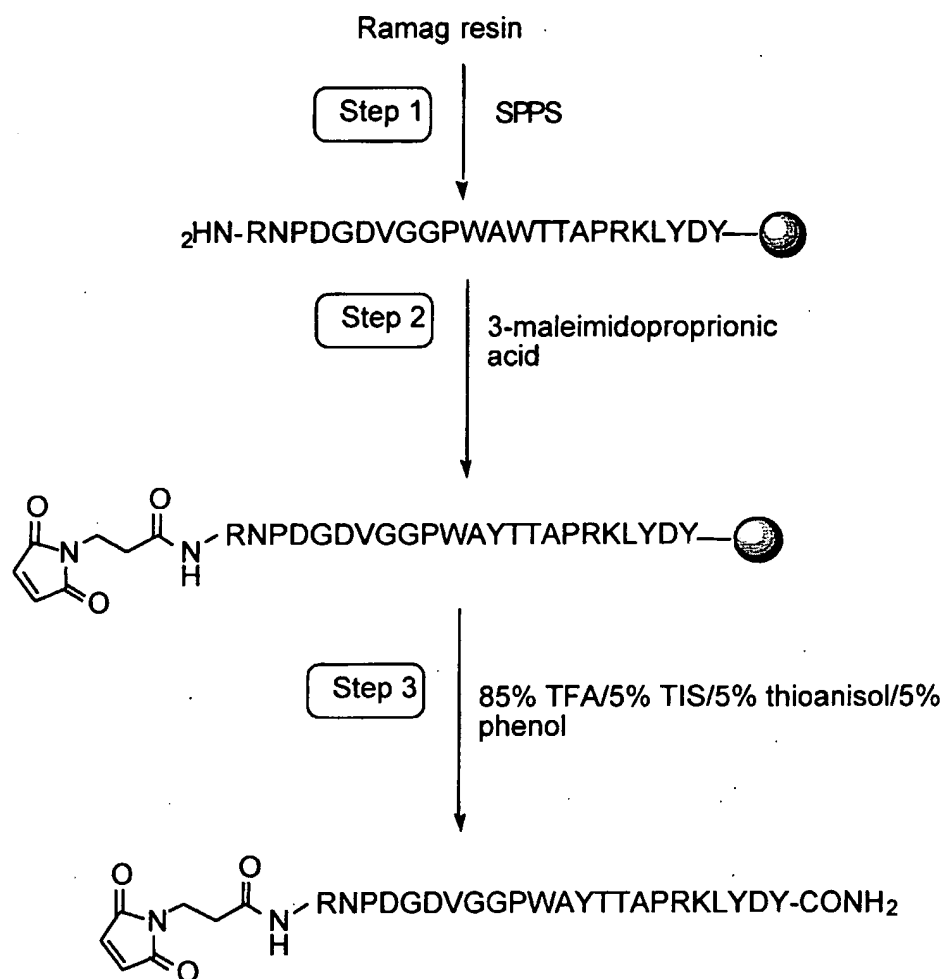 Ramag resin
Step 1
SPPS
2HN-RNPDGDVGGPWAWTTAPRKLYDY
Step 2
3-maleimidoproprionic
acid
O
O
N
O
N
H
RNPDGDVGGPWAYTTAPRKLYDY
Step 3
85% TFA/5% TIS/5% thioanisol/5%
phenol
O
O
N
O
N
H
RNPDGDVGGPWAYTTAPRKLYDY-CONH2